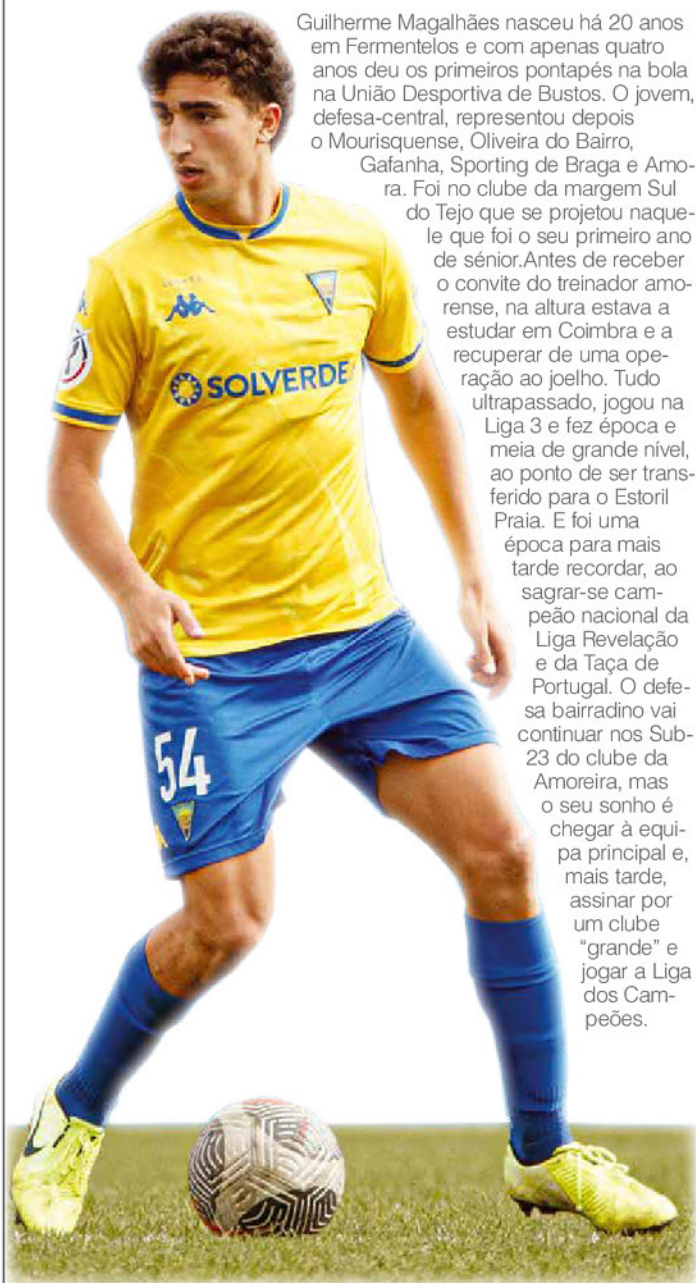 Guilherme Magalhães nasceu há 20 anos
em Fermentelos e com apenas quatro
anos deu os primeiros pontapés na bola
na União Desportiva de Bustos. O jovem,
defesa-central, representou depois
o Mourisquense, Oliveira do Bairro,
Gafanha, Sporting de Braga e Amo-
ra. Foi no clube da margem Sul
do Tejo que se projetou naque-
le que foi o seu primeiro ano
de sénior.Antes de receber
o convite do treinador amo-
rense, na altura estava a
estudar em Coimbra e a
recuperar de uma ope-
ração ao joelho. Tudo
ultrapassado, jogou na
Liga 3 e fez época e
meia de grande nível,
ao ponto de ser trans-
ferido para o Estoril
Praia. E foi uma
época para mais
tarde recordar, ao
sagrar-se cam-
peão nacional da
Liga Revelação
e da Taça de
Portugal. O defe-
sa bairradino vai
continuar nos Sub-
23 do clube da
Amoreira, mas
o seu sonho é
chegar à equi-
pa principal e,
mais tarde,
assinar por
um clube
“grande” e
jogar a Liga
dos Cam-
peões.
SOLVERDE
54